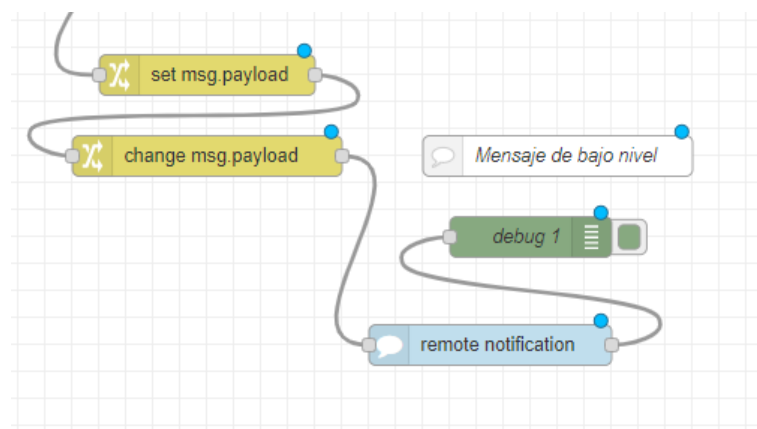 set msg.payload
change msg.payload
Mensaje de bajo nivel
debug 1
remote notification